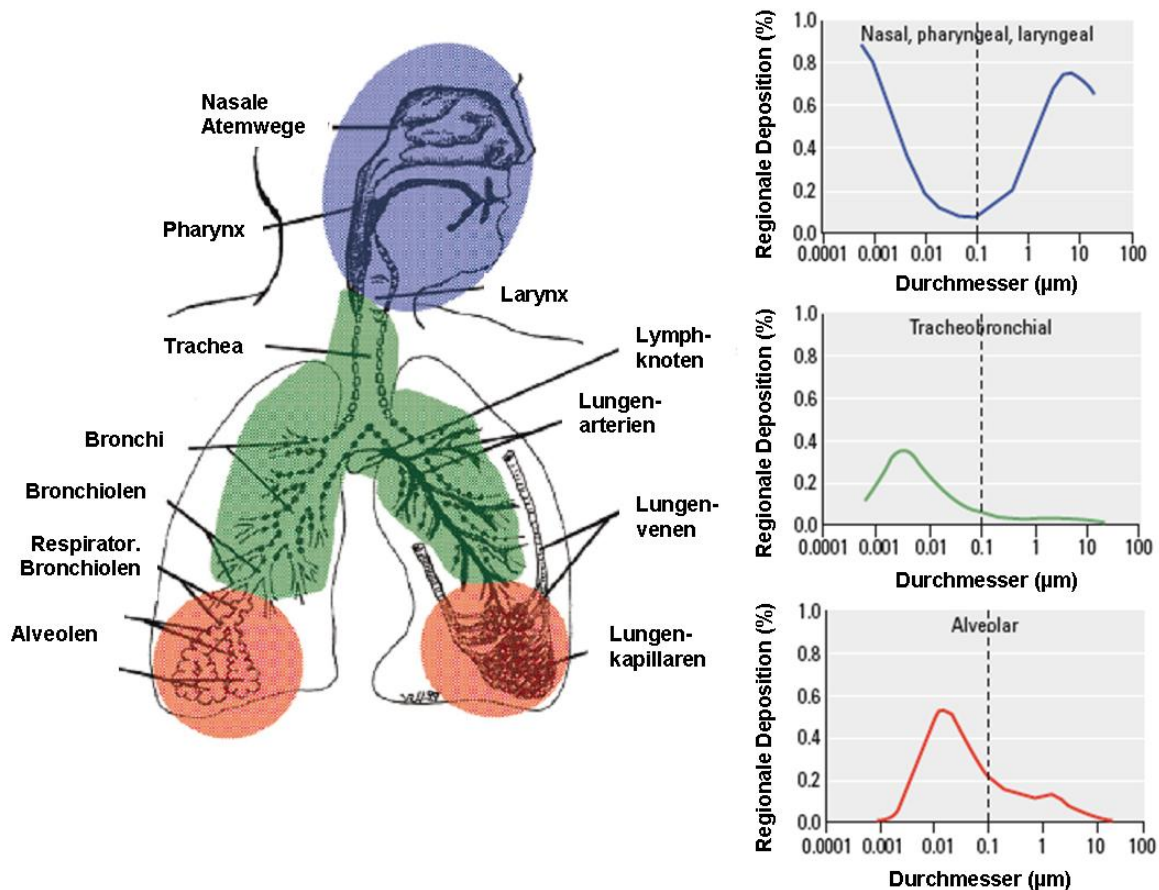 Nasale
Atemwege
Pharynx
Larynx
Trachea
Lymph-
knoten
Lungen-
arterien
Bronchi
Bronchiolen
Lungen-
venen
Respirator.
Bronchiolen
Alveolen
Lungen-
kapillaren
Regionale Deposition (%)
1.0
0.8
0.6
0.4
0.2
0.0
Nasal, pharyngeal, laryngeal
0.0001 0.001 0.01 0.1 1 10 100
Durchmesser (µm)
Regionale Deposition (%)
1.0
0.8
0.6
0.4
0.2
0.0
Tracheobronchial
0.0001 0.001 0.01 0.1 1 10 100
Durchmesser (µm)
Regionale Deposition (%)
1.0
0.8
0.6
0.4
0.2
0.0
Alveolar
0.0001 0.001 0.01 0.1 1 10 100
Durchmesser (µm)